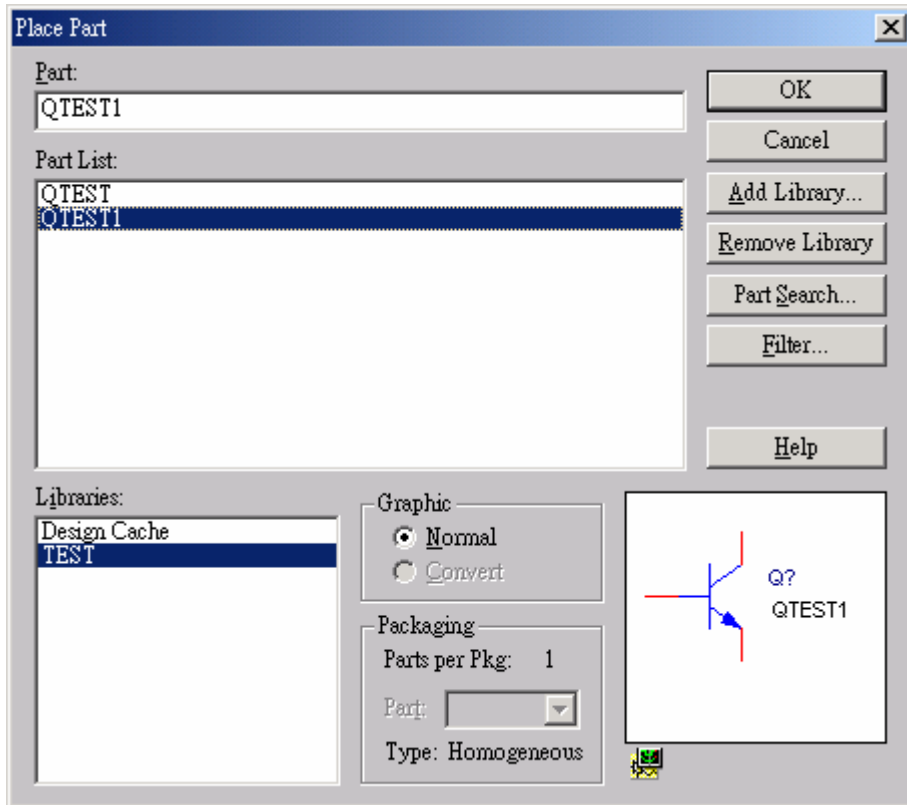 Place Part
Part:
QTEST1
Part List:
QTEST
QTEST1
OK
Cancel
Add Library...
Remove Library
Part Search...
Filter...
Help
Libraries:
Design Cache
TEST
Graphic
Normal
Convert
Packaging
Parts per Pkg: 1
Part:
Type: Homogeneous
Q?
QTEST1